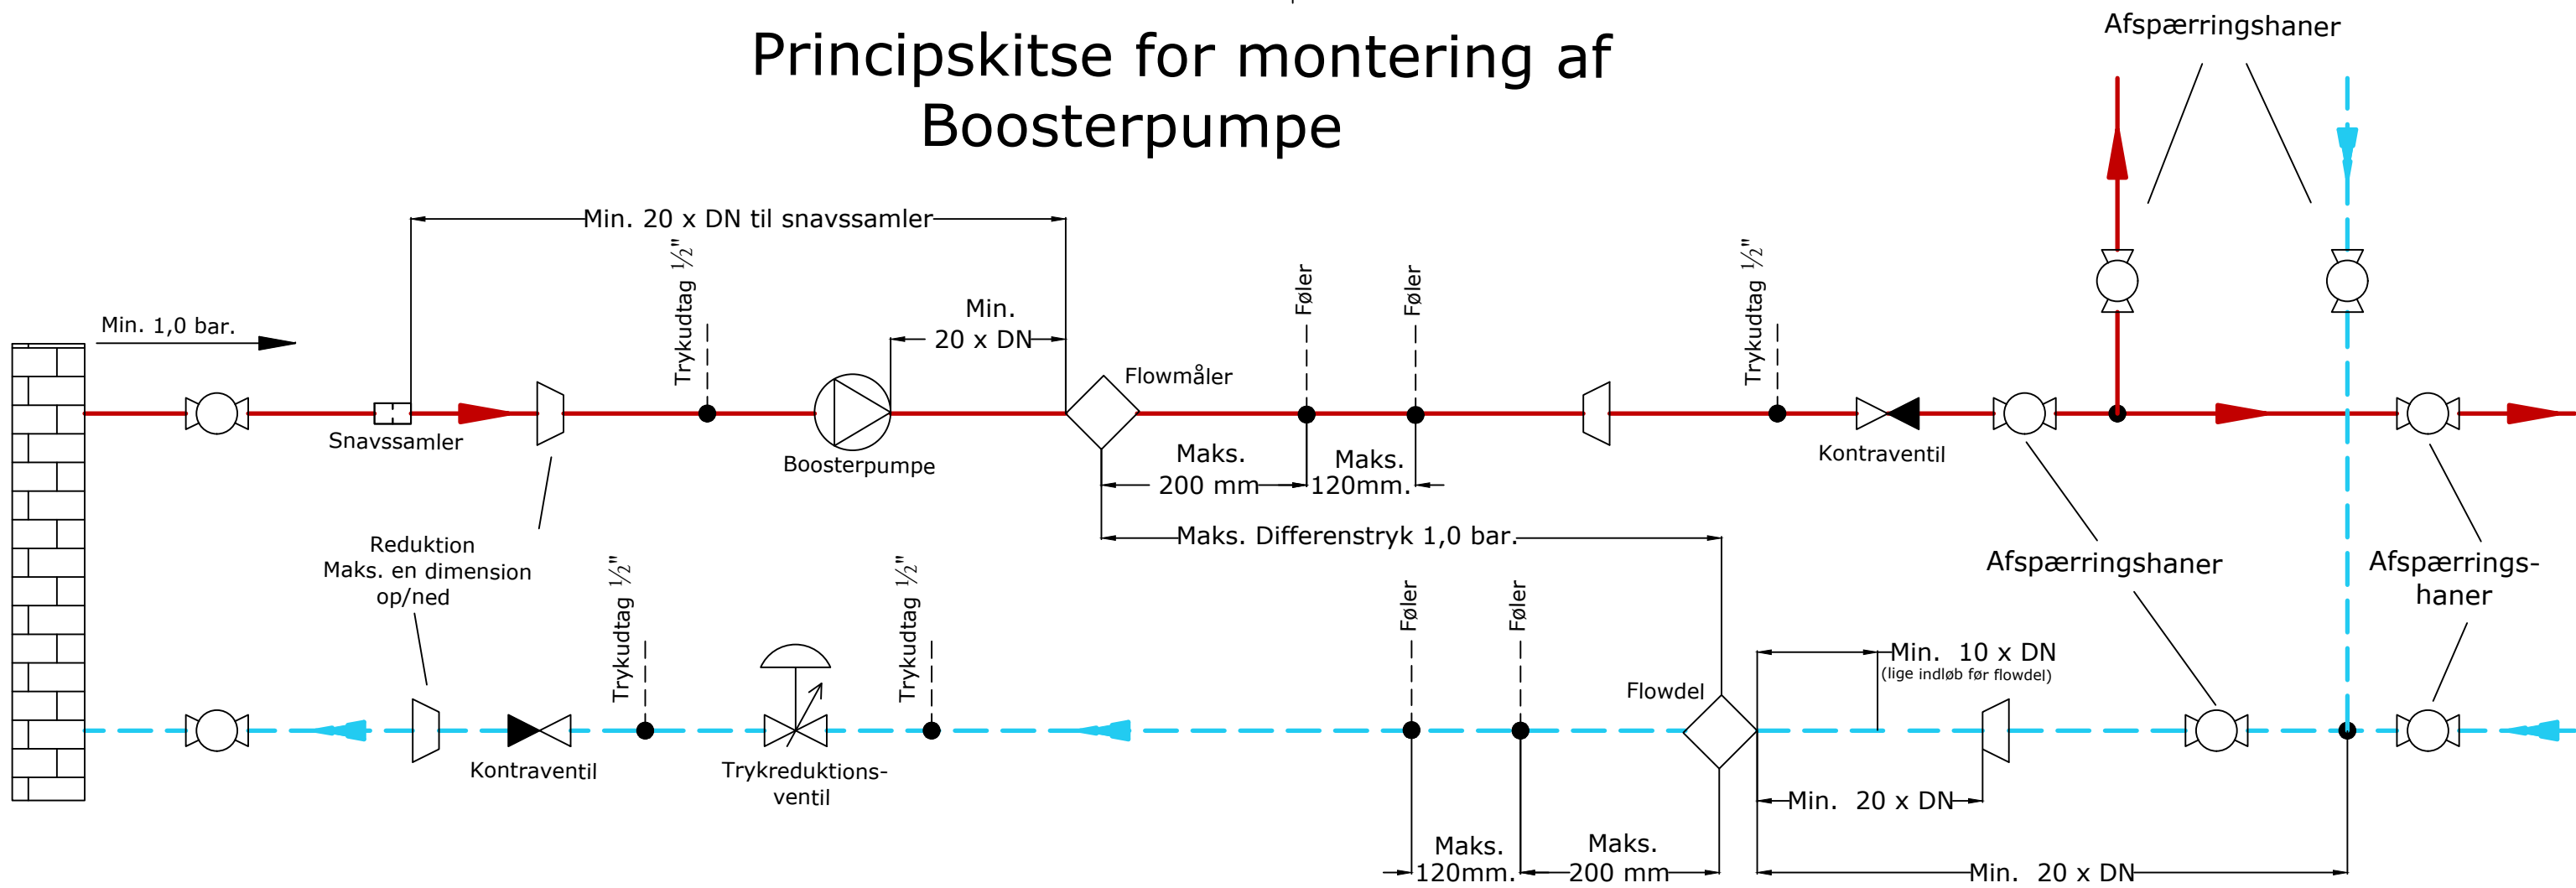 Principskitse for montering af
Boosterpumpe
Afspærringshaner
Min. 20 x DN til snavssamler
Trykudtag ½"
Min.
20 x DN
Føler
Føler
Trykudtag ½"
Min. 1,0 bar.
Flowmåler
Snavssamler
Boosterpumpe
Maks.
200 mm
Maks.
120mm.
Kontraventil
Maks. Differenstryk 1,0 bar.
Reduktion
Maks. en dimension
op/ned
Trykudtag ½"
Trykudtag ½"
Føler
Føler
Afspærringshaner
Afspærrings-
haner
Flowdel
Min. 10 x DN
(lige indløb før flowdel)
Kontraventil
Trykreduktions-
ventil
Min. 20 x DN
Maks.
120mm.
Maks.
200 mm
Min. 20 x DN